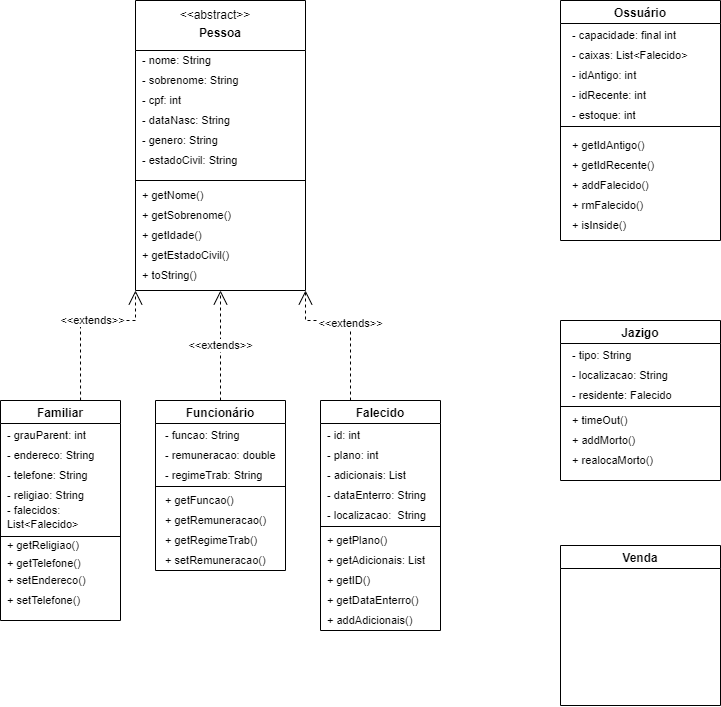 <<abstract>>
Pessoa
- nome: String
- sobrenome: String
- cpf: int
- dataNasc: String
- genero: String
- estadoCivil: String
+ getNome()
+ getSobrenome()
+ getIdade()
+ getEstadoCivil()
+ toString()
Ossuário
- capacidade: final int
- caixas: List<Falecido>
- idAntigo: int
- idRecente: int
- estoque: int
+ getIdAntigo()
+ getIdRecente()
+ addFalecido()
+ rmFalecido()
+ isInside()
<<extends>>
<<extends>>
<<extends>>
Familiar
- grauParent: int
- endereco: String
- telefone: String
- religiao: String
- falecidos:
List<Falecido>
+ getReligiao()
+ getTelefone()
+ setEndereco()
+ setTelefone()
Funcionário
- funcao: String
- remuneracao: double
- regimeTrab: String
+ getFuncao()
+ getRemuneracao()
+ getRegimeTrab()
+ setRemuneracao()
Falecido
- id: int
- plano: int
- adicionais: List
- dataEnterro: String
- localizacao:  String
+ getPlano()
+ getAdicionais: List
+ getID()
+ getDataEnterro()
+ addAdicionais()
Jazigo
- tipo: String
- localizacao: String
- residente: Falecido
+ timeOut()
+ addMorto()
+ realocaMorto()
Venda